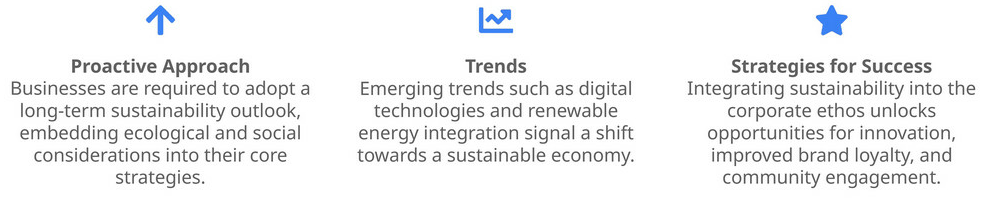 Proactive Approach
Businesses are required to adopt a
long-term sustainability outlook,
embedding ecological and social
considerations into their core
strategies.
Trends
Emerging trends such as digital
technologies and renewable
energy integration signal a shift
towards a sustainable economy.
Strategies for Success
Integrating sustainability into the
corporate ethos unlocks
opportunities for innovation,
improved brand loyalty, and
community engagement.